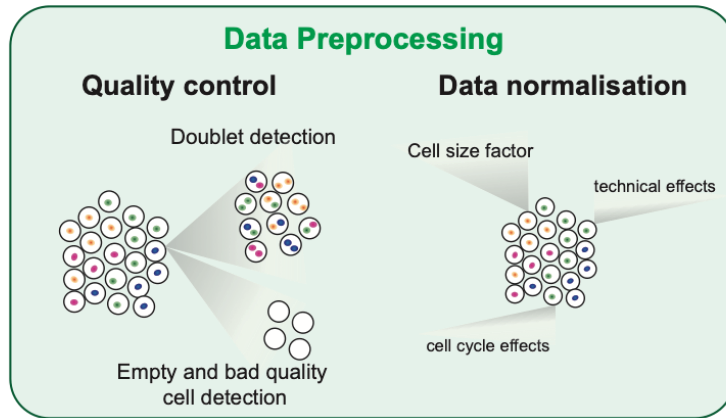 Data Preprocessing
Quality control
Doublet detection
Empty and bad quality
cell detection
Data normalisation
Cell size factor
technical effects
cell cycle effects